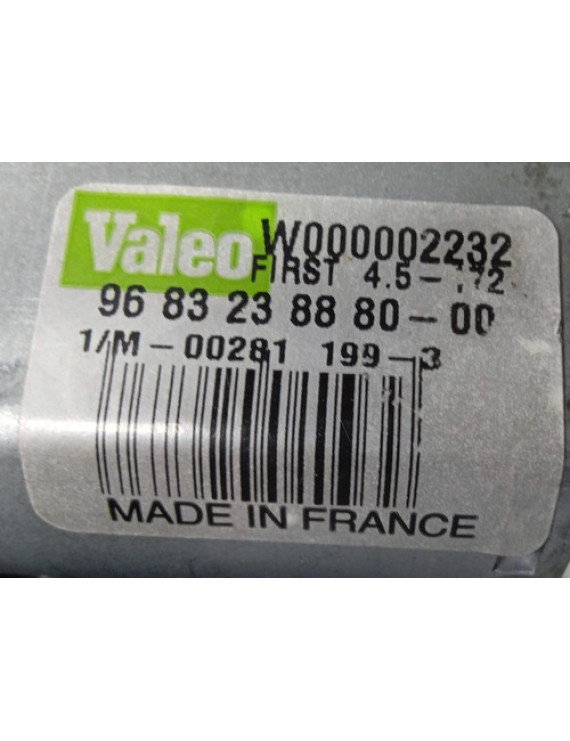 Valeo W000002232
FIRST 4.5-
96 83 23 88 80-00
1/M-00281 199-3
MADE IN FRANCE